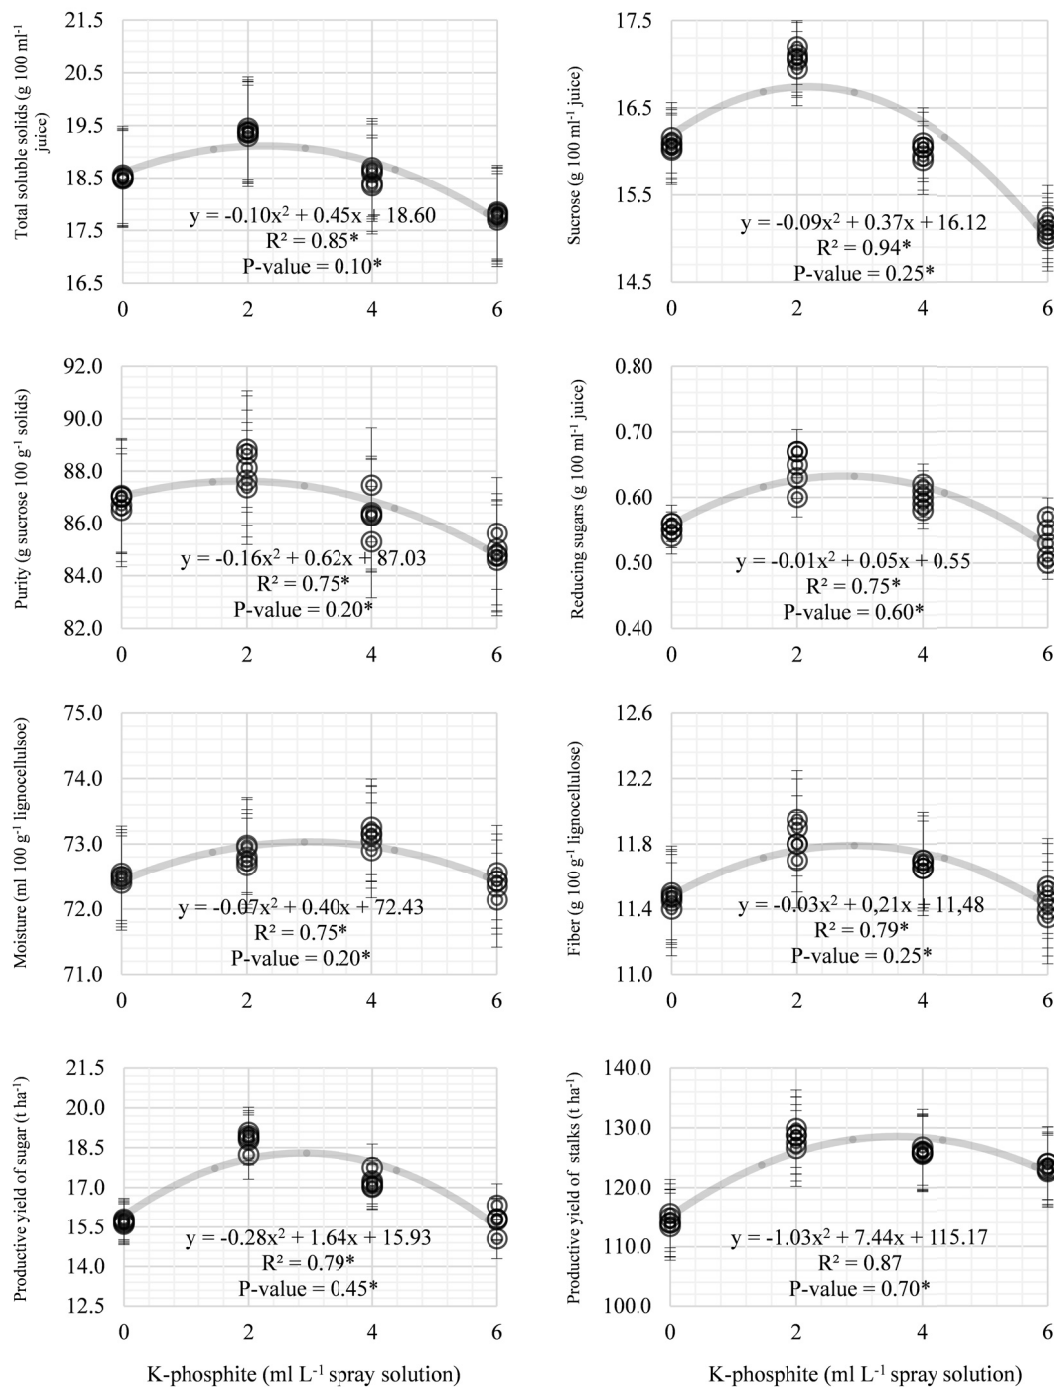 Total soluble solids (g 100 ml⁻¹
juice)
21.5
20.5
19.5
18.5
17.5
16.5
y = -0.10x² + 0.45x + 18.60
R² = 0.85*
P-value = 0.10*
0 2 4 6
Sucrose (g 100 ml⁻¹ juice)
17.5
16.5
15.5
14.5
y = -0.09x² + 0.37x + 16.12
R² = 0.94*
P-value = 0.25*
0 2 4 6
Purity (g sucrose 100 g⁻¹ solids)
92.0
90.0
88.0
86.0
84.0
82.0
y = -0.16x² + 0.62x + 87.03
R² = 0.75*
P-value = 0.20*
0 2 4 6
Reducing sugars (g 100 ml⁻¹ juice)
0.80
0.70
0.60
0.50
0.40
y = -0.01x² + 0.05x + 0.55
R² = 0.75*
P-value = 0.60*
0 2 4 6
Moisture (ml 100 g⁻¹ lignocellulsoe)
75.0
74.0
73.0
72.0
71.0
y = -0.07x² + 0.40x + 72.43
R² = 0.75*
P-value = 0.20*
0 2 4 6
Fiber (g 100 g⁻¹ lignocellulose)
12.6
12.2
11.8
11.4
11.0
y = -0.03x² + 0,21x + 11,48
R² = 0.79*
P-value = 0.25*
0 2 4 6
Productive yield of sugar (t ha⁻¹)
21.5
20.0
18.5
17.0
15.5
14.0
12.5
y = -0.28x² + 1.64x + 15.93
R² = 0.79*
P-value = 0.45*
0 2 4 6
K-phosphite (ml L⁻¹ spray solution)
Productive yield of stalks (t ha⁻¹)
140.0
130.0
120.0
110.0
100.0
y = -1.03x² + 7.44x + 115.17
R² = 0.87
P-value = 0.70*
0 2 4 6
K-phosphite (ml L⁻¹ spray solution)